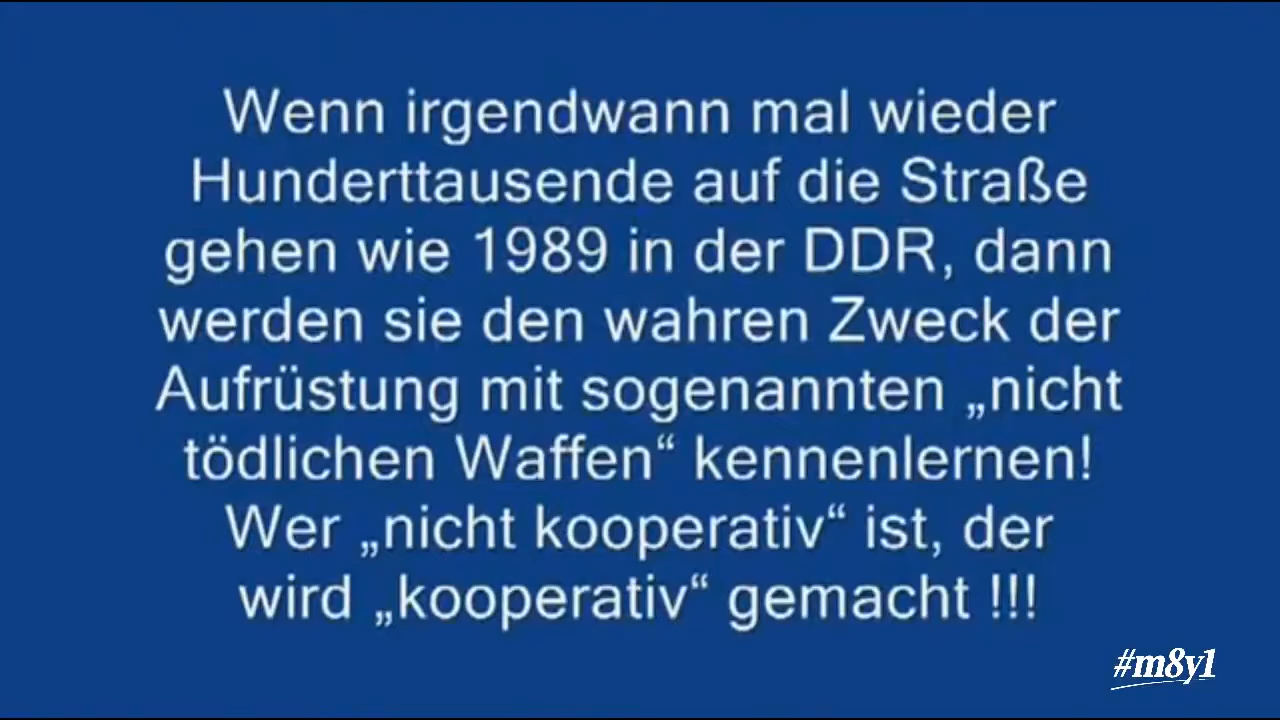 Wenn irgendwann mal wieder
Hunderttausende auf die Straße
gehen wie 1989 in der DDR, dann
werden sie den wahren Zweck der
Aufrüstung mit sogenannten „nicht
tödlichen Waffen“ kennenlernen!
Wer „nicht kooperativ“ ist, der
wird „kooperativ“ gemacht !!!
#m8y1